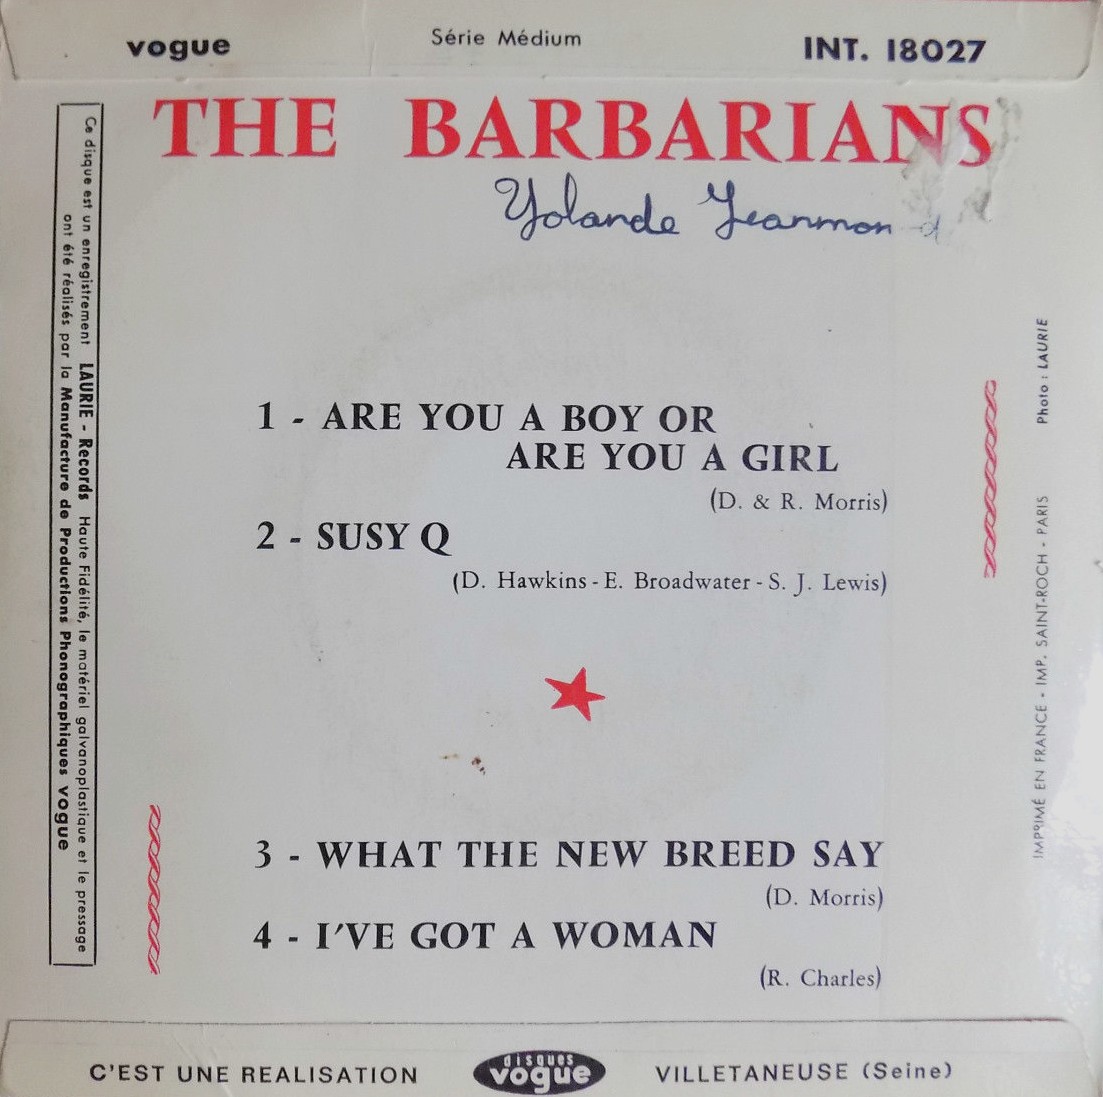 vogue
Série Médium
INT. 18027
THE BARBARIANS
Yolande Jeanmon
Ce disque est un enregistrement LAURIE - Records Haute Fidélité, le matériel galvanoplastique et le pressage
ont été réalisés par la Manufacture de Productions Phonographiques vogue
1 - ARE YOU A BOY OR
ARE YOU A GIRL
(D. & R. Morris)
2 - SUSY Q
(D. Hawkins - E. Broadwater - S. J. Lewis)
3 - WHAT THE NEW BREED SAY
(D. Morris)
4 - I'VE GOT A WOMAN
(R. Charles)
IMPRIMÉ EN FRANCE - IMP. SAINT-ROCH - PARIS
Photo : LAURIE
C'EST UNE REALISATION
disques
vogue
VILLETANEUSE (Seine)